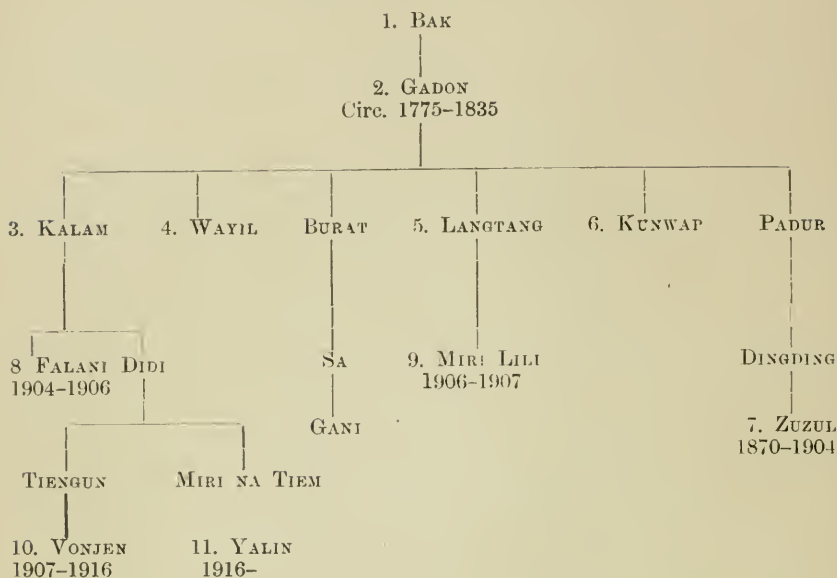 1. BAK
2. GADON
Circ. 1775-1835
3. KALAM 4. WAYIL BURAT 5. LANGTANG 6. KUNWAP PADUR
8 FALANI DIDI SA 9. MIRI LILI DINGDING
1904-1906 1906-1907
GANI 7. ZUZUL
1870-1904
TIENGUN MIRI NA TIEM
10. VONJEN 11. YALIN
1907-1916 1916-